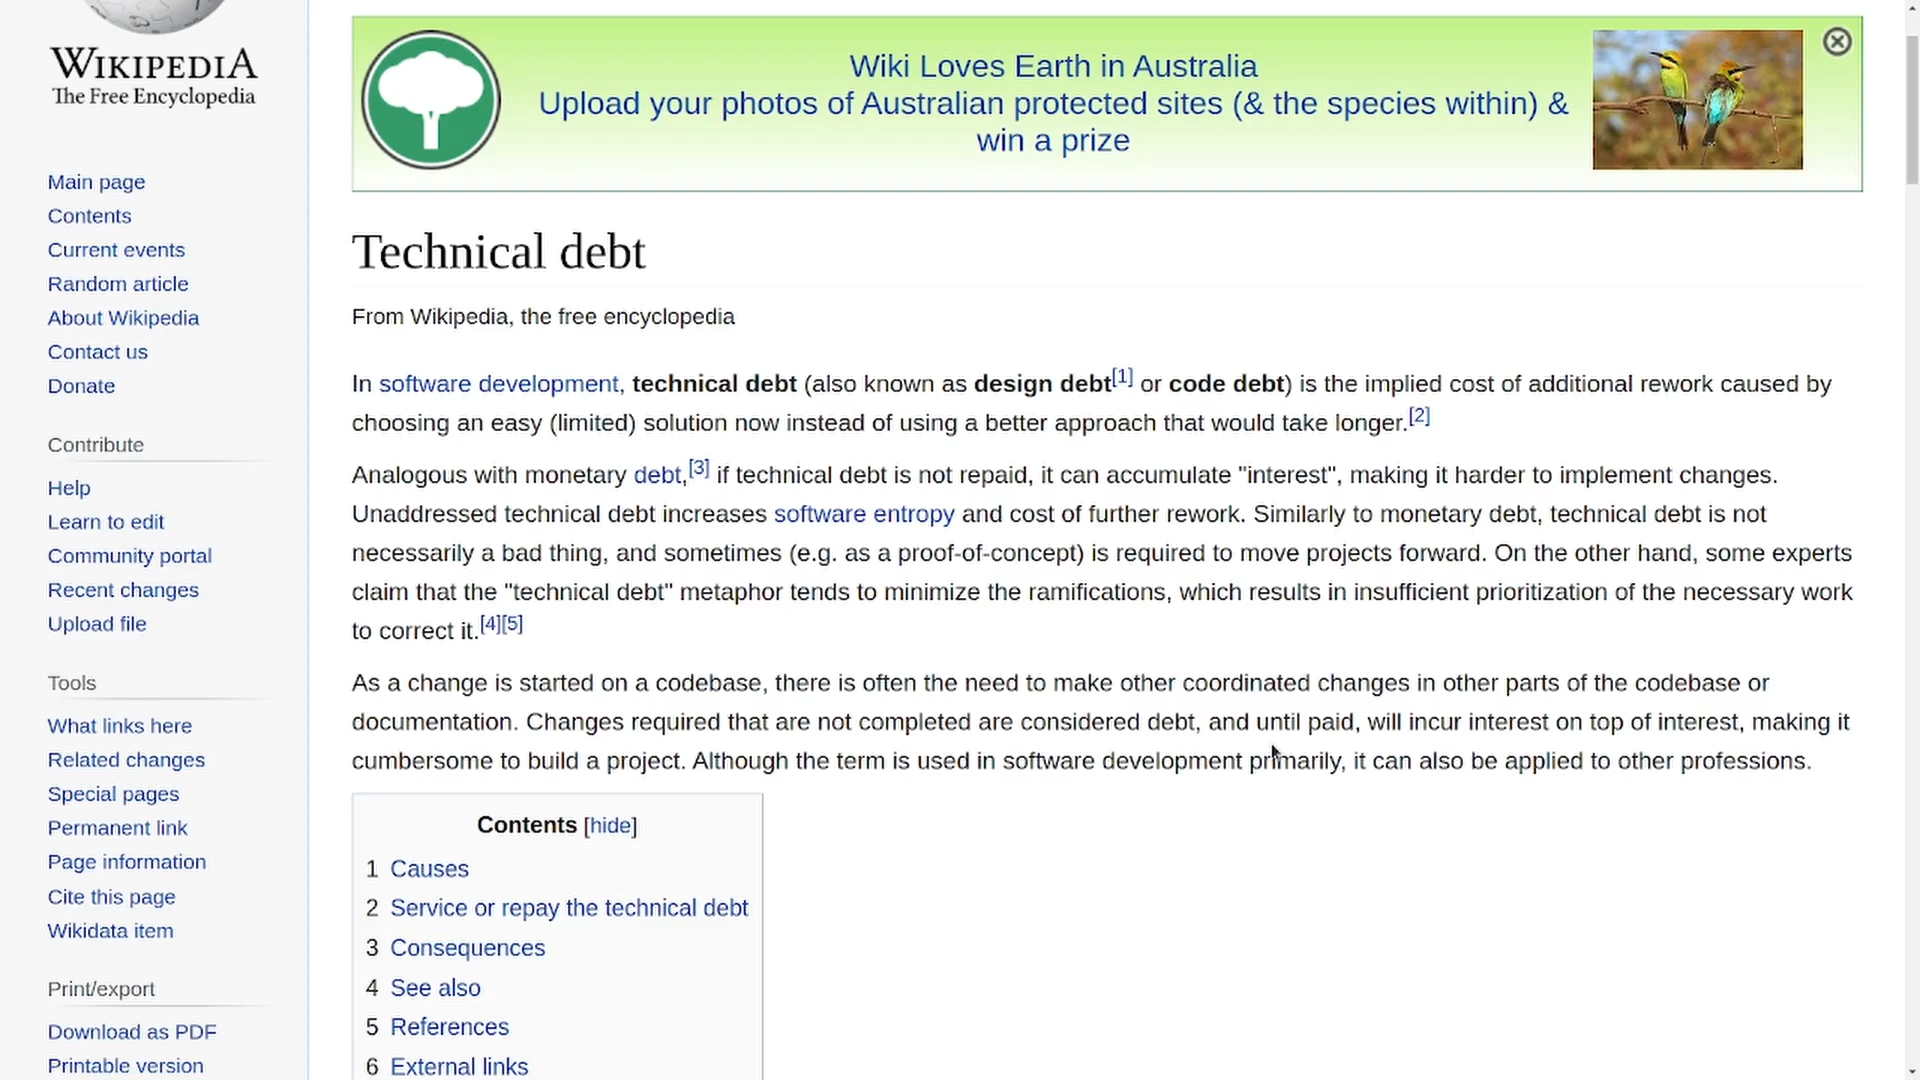 WIKIPEDIA
The Free Encyclopedia
Main page
Contents
Current events
Random article
About Wikipedia
Contact us
Donate
Contribute
Help
Learn to edit
Community portal
Recent changes
Upload file
Tools
What links here
Related changes
Special pages
Permanent link
Page information
Cite this page
Wikidata item
Print/export
Download as PDF
Printable version
Wiki Loves Earth in Australia
Upload your photos of Australian protected sites (& the species within) &
win a prize
Technical debt
From Wikipedia, the free encyclopedia
In software development, technical debt (also known as design debt[1] or code debt) is the implied cost of additional rework caused by
choosing an easy (limited) solution now instead of using a better approach that would take longer.[2]
Analogous with monetary debt,[3] if technical debt is not repaid, it can accumulate "interest", making it harder to implement changes.
Unaddressed technical debt increases software entropy and cost of further rework. Similarly to monetary debt, technical debt is not
necessarily a bad thing, and sometimes (e.g. as a proof-of-concept) is required to move projects forward. On the other hand, some experts
claim that the "technical debt" metaphor tends to minimize the ramifications, which results in insufficient prioritization of the necessary work
to correct it.[4][5]
As a change is started on a codebase, there is often the need to make other coordinated changes in other parts of the codebase or
documentation. Changes required that are not completed are considered debt, and until paid, will incur interest on top of interest, making it
cumbersome to build a project. Although the term is used in software development primarily, it can also be applied to other professions.
Contents [hide]
1 Causes
2 Service or repay the technical debt
3 Consequences
4 See also
5 References
6 External links